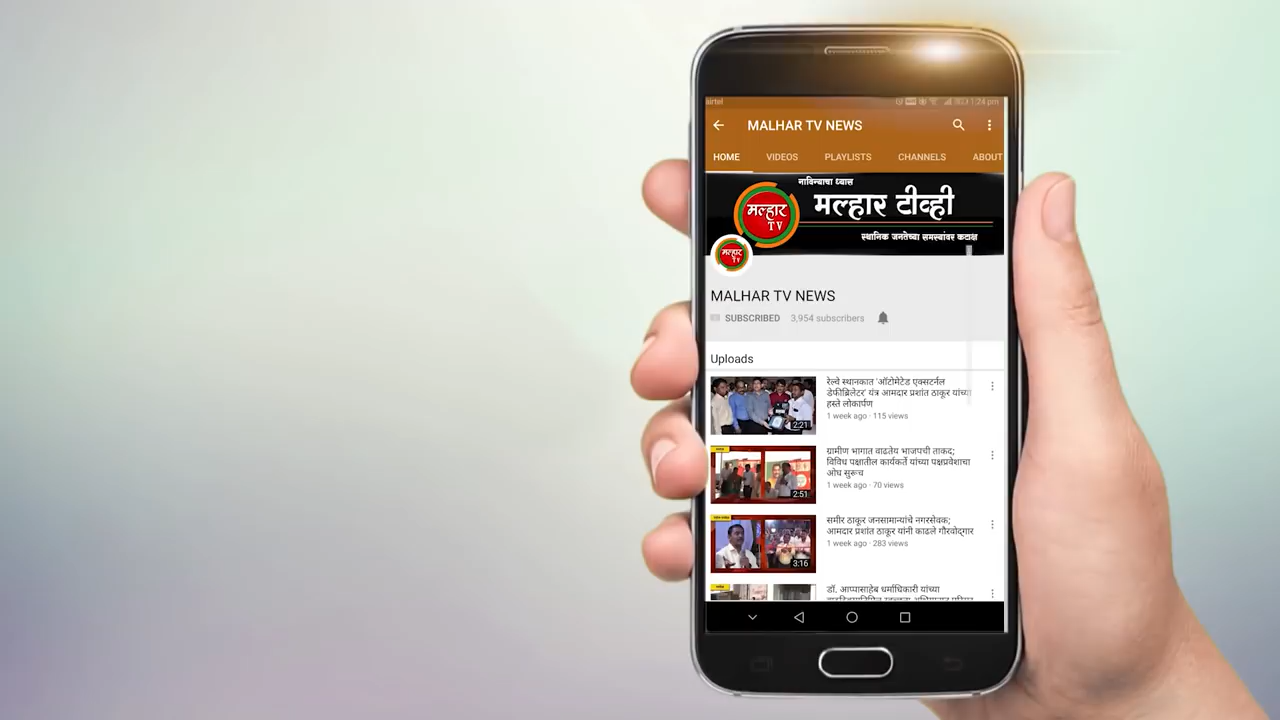 airtel
1:24 pm
MALHAR TV NEWS
HOME VIDEOS PLAYLISTS CHANNELS ABOUT
नाविन्याचा ध्यास
मल्हार TV
मल्हार टीव्ही
स्थानिक जनतेच्या समस्यांवर कटाक्ष
मल्हार TV
MALHAR TV NEWS
SUBSCRIBED 3,954 subscribers
Uploads
रेल्वे स्थानकात 'ऑटोमेटेड एक्सटर्नल
डेफीब्रिलेटर' यंत्र आमदार प्रशांत ठाकूर यांच्या
हस्ते लोकार्पण
1 week ago · 115 views
2:21
ग्रामीण भागात वाढतेय भाजपची ताकद;
विविध पक्षातील कार्यकर्ते यांच्या पक्षप्रवेशाचा
ओघ सुरूच
1 week ago · 70 views
2:51
समीर ठाकूर जनसामान्यांचे नगरसेवक;
आमदार प्रशांत ठाकूर यांनी काढले गौरवोद्‌गार
1 week ago · 283 views
3:16
डॉ. आप्पासाहेब धर्माधिकारी यांच्या